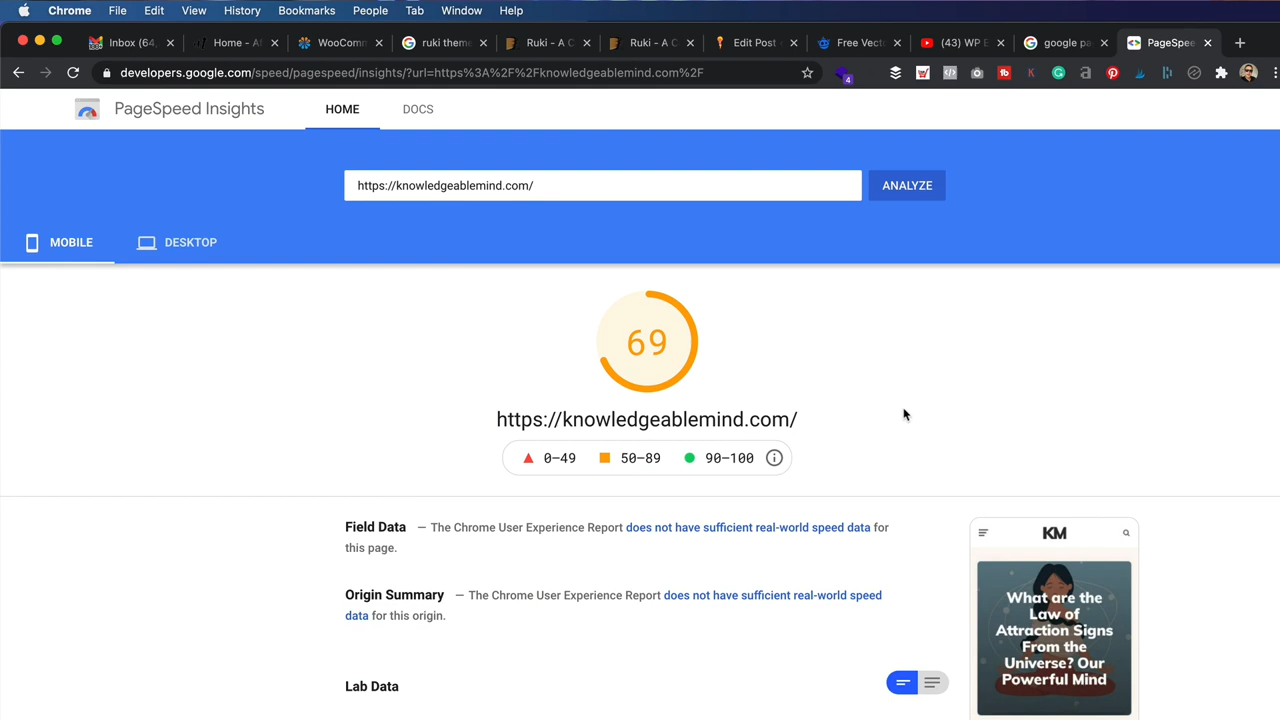 Chrome File Edit View History Bookmarks People Tab Window Help
Inbox (64, Home - Af WooComm ruki them Ruki - A C Ruki - A C Edit Post Free Vect (43) WP E google pa PageSpee
developers.google.com/speed/pagespeed/insights/?url=https%3A%2F%2Fknowledgeablemind.com%2F
4
PageSpeed Insights HOME DOCS
https://knowledgeablemind.com/ ANALYZE
MOBILE DESKTOP
69
https://knowledgeablemind.com/
0–49 50–89 90–100
Field Data — The Chrome User Experience Report does not have sufficient real-world speed data for
this page.
Origin Summary — The Chrome User Experience Report does not have sufficient real-world speed
data for this origin.
Lab Data
KM
What are the
Law of
Attraction Signs
From the
Universe? Our
Powerful Mind